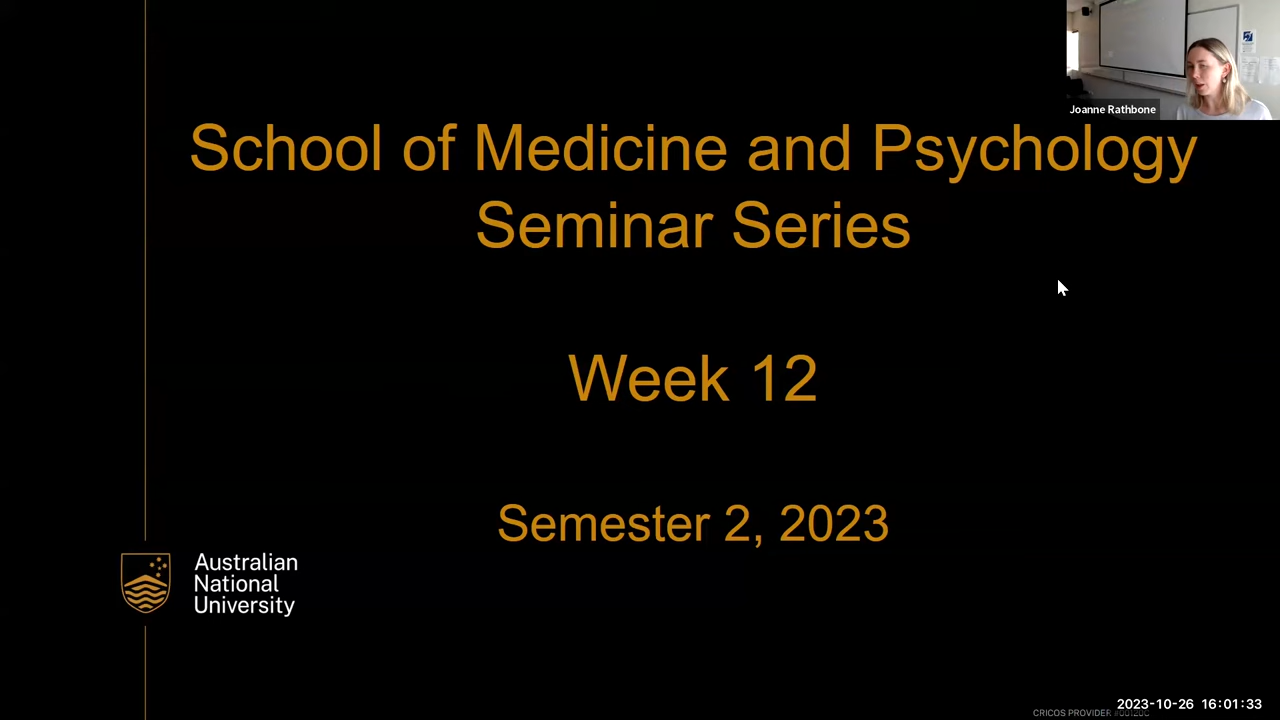 Joanne Rathbone
School of Medicine and Psychology
Seminar Series
Week 12
Semester 2, 2023
Australian
National
University
2023-10-26 16:01:33
CRICOS PROVIDER